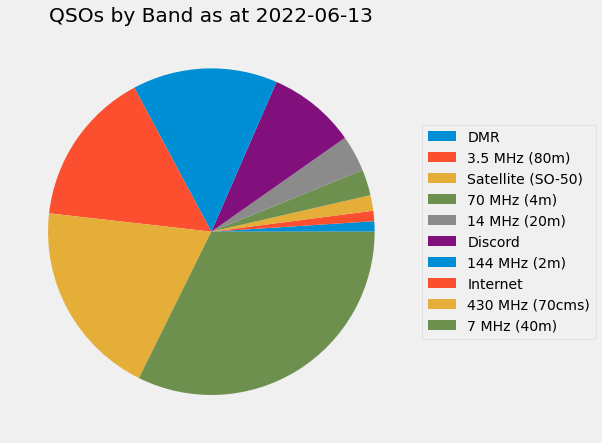 QSOs by Band as at 2022-06-13
DMR
3.5 MHz (80m)
Satellite (SO-50)
70 MHz (4m)
14 MHz (20m)
Discord
144 MHz (2m)
Internet
430 MHz (70cms)
7 MHz (40m)